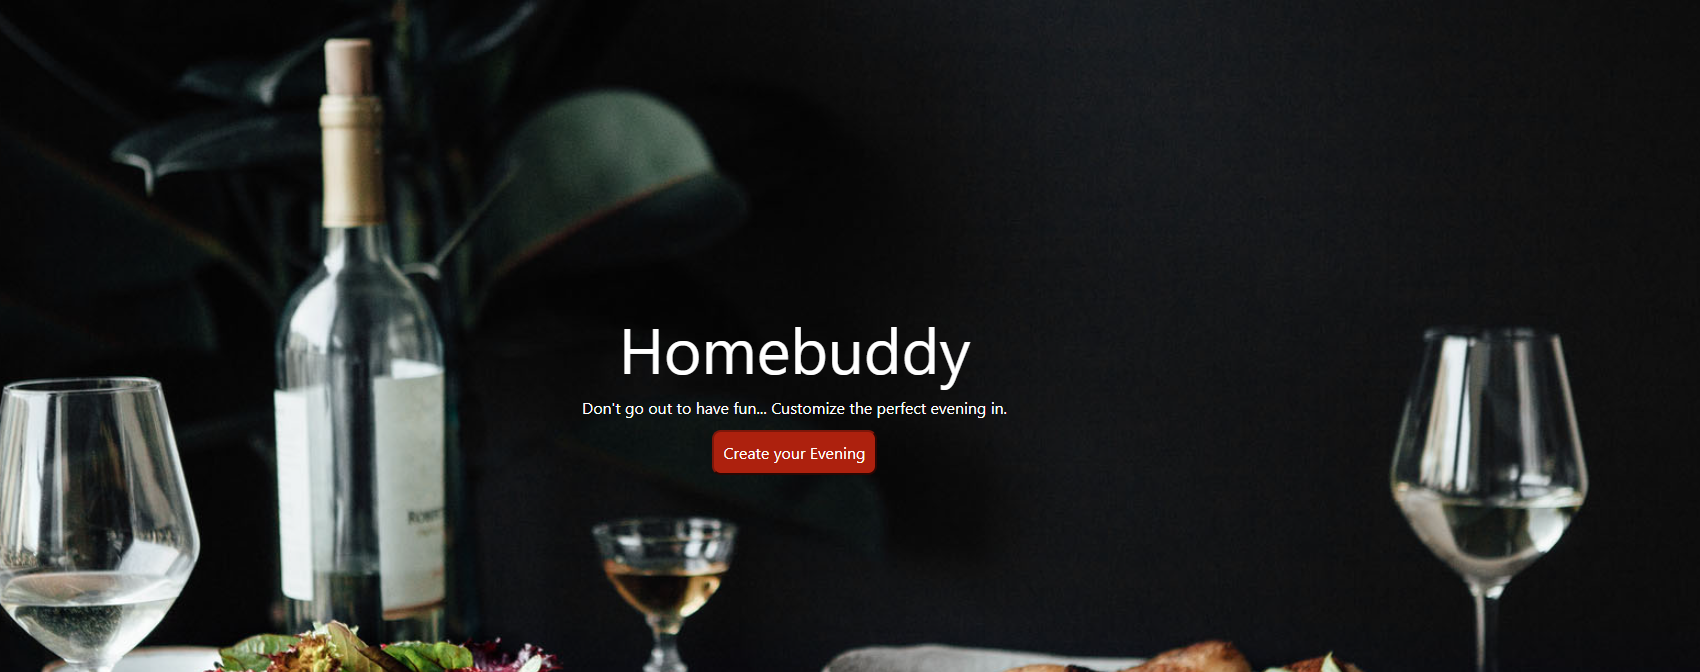 Homebuddy
Don't go out to have fun... Customize the perfect evening in.
Create your Evening